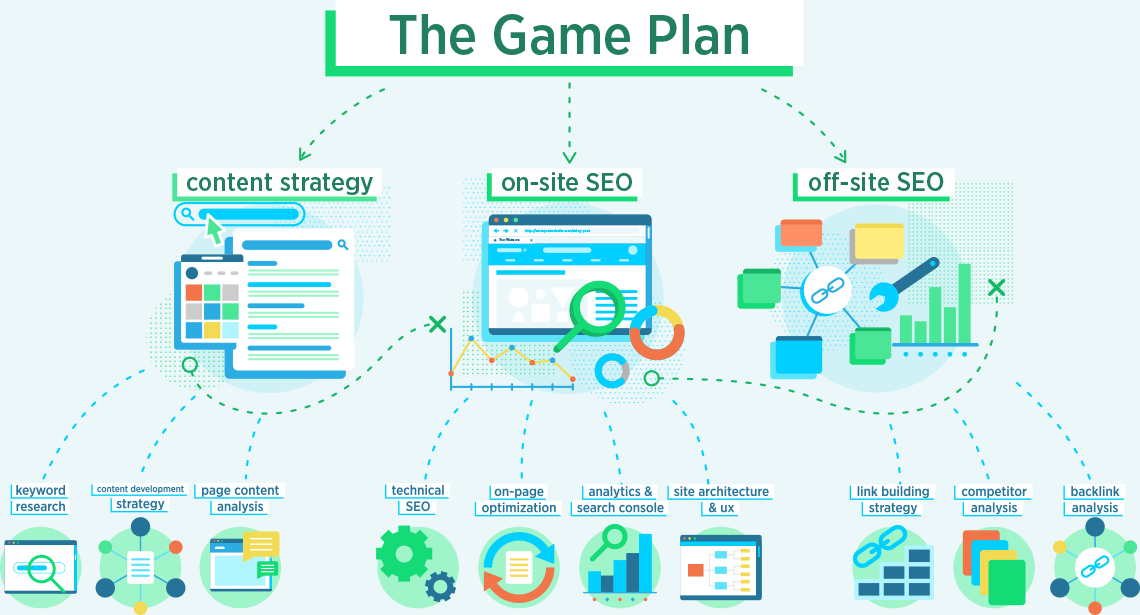 The Game Plan
content strategy
on-site SEO
off-site SEO
keyword
research
content development
strategy
page content
analysis
technical
SEO
on-page
optimization
analytics &
search console
site architecture
& ux
link building
strategy
competitor
analysis
backlink
analysis